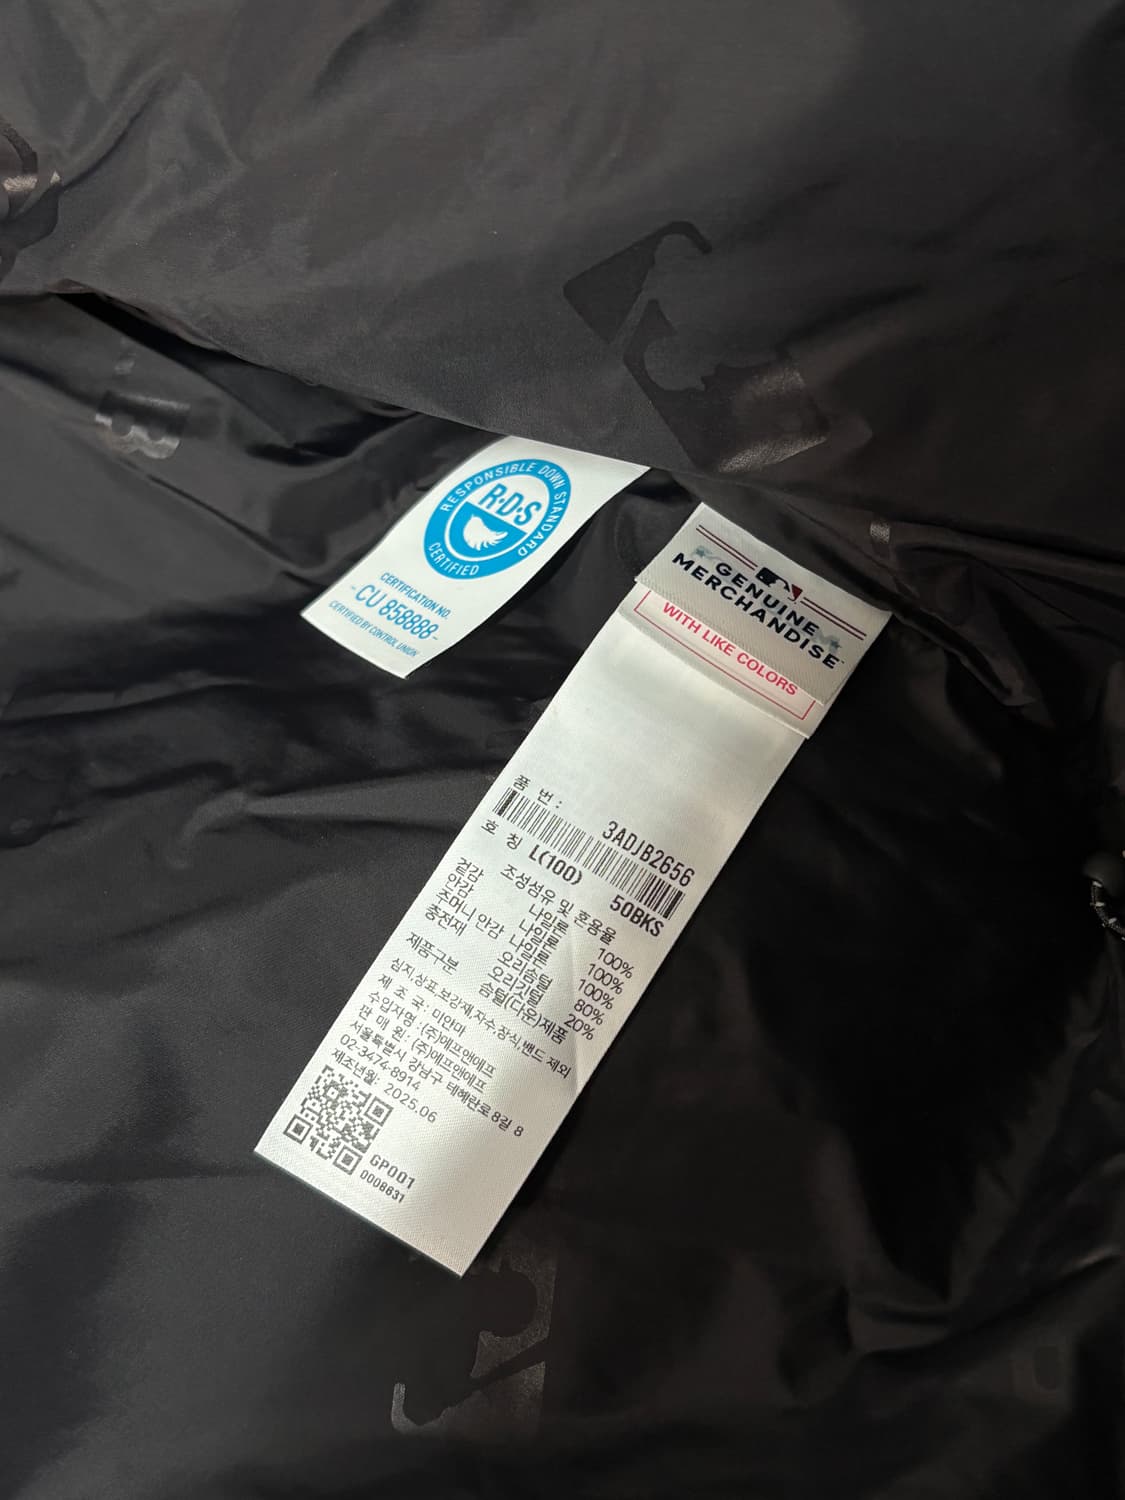 RESPONSIBLE DOWN STANDARD
R·D·S
CERTIFIED
CERTIFICATION NO.
- CU 858888 -
CERTIFIED BY CONTROL UNION
GENUINE
MERCHANDISE™
WITH LIKE COLORS
품 번 :
3ADJB2656
호 칭 L(100) 50BKS
조성섬유 및 혼용율
겉감 나일론 100%
안감 나일론 100%
주머니 안감 나일론 100%
충전재 오리솜털 80%
오리깃털 20%
제품구분 솜털(다운)제품
심지,상표,보강재,자수,장식,밴드 제외
제 조 국 : 미얀마
수입자명 : (주)에프앤에프
판 매 원 : (주)에프앤에프
서울특별시 강남구 테헤란로8길 8
02-3474-8914
제조년월: 2025.06
GP001
0008631